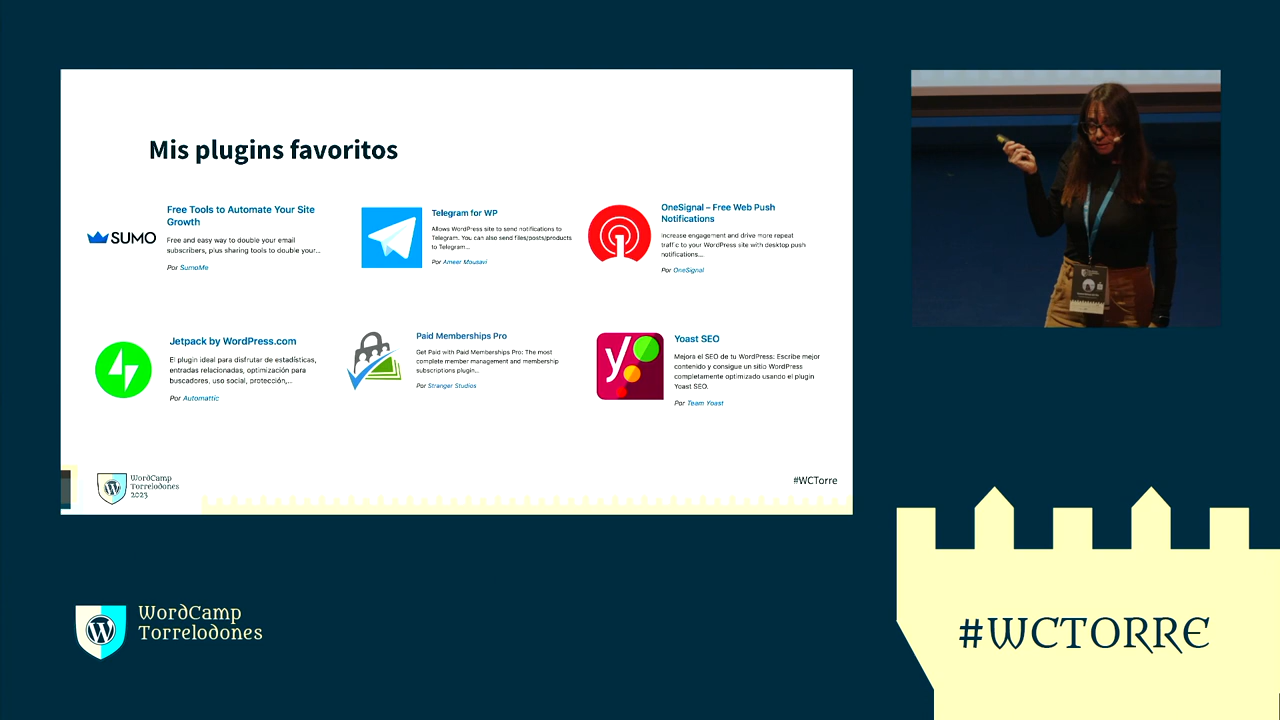 Mis plugins favoritos
SUMO
Free Tools to Automate Your Site
Growth
Free and easy way to double your email
subscribers, plus sharing tools to double your...
Por SumoMe
Telegram for WP
Allows WordPress site to send notifications to
Telegram. You can also send files/posts/products
to Telegram...
Por Ameer Mousavi
OneSignal – Free Web Push
Notifications
Increase engagement and drive more repeat
traffic to your WordPress site with desktop push
notifications...
Por OneSignal
Jetpack by WordPress.com
El plugin ideal para disfrutar de estadísticas,
entradas relacionadas, optimización para
buscadores, uso social, protección,...
Por Automattic
Paid Memberships Pro
Get Paid with Paid Memberships Pro: The most
complete member management and membership
subscriptions plugin...
Por Stranger Studios
y
Yoast SEO
Mejora el SEO de tu WordPress: Escribe mejor
contenido y consigue un sitio WordPress
completamente optimizado usando el plugin
Yoast SEO.
Por Team Yoast
WordCamp
Torrelodones
2023
#WCTorre
WordCamp
Torrelodones
#WCTORRE